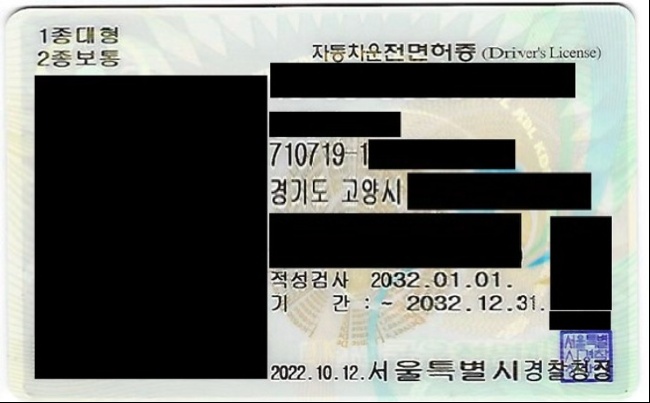 1종대형
2종보통
자동차운전면허증 (Driver's License)
710719-1
경기도 고양시
적성검사 2032.01.01.
기 간 : ~ 2032.12.31.
2022.10.12. 서울특별시경찰청장
서울특별
시경찰
청장인